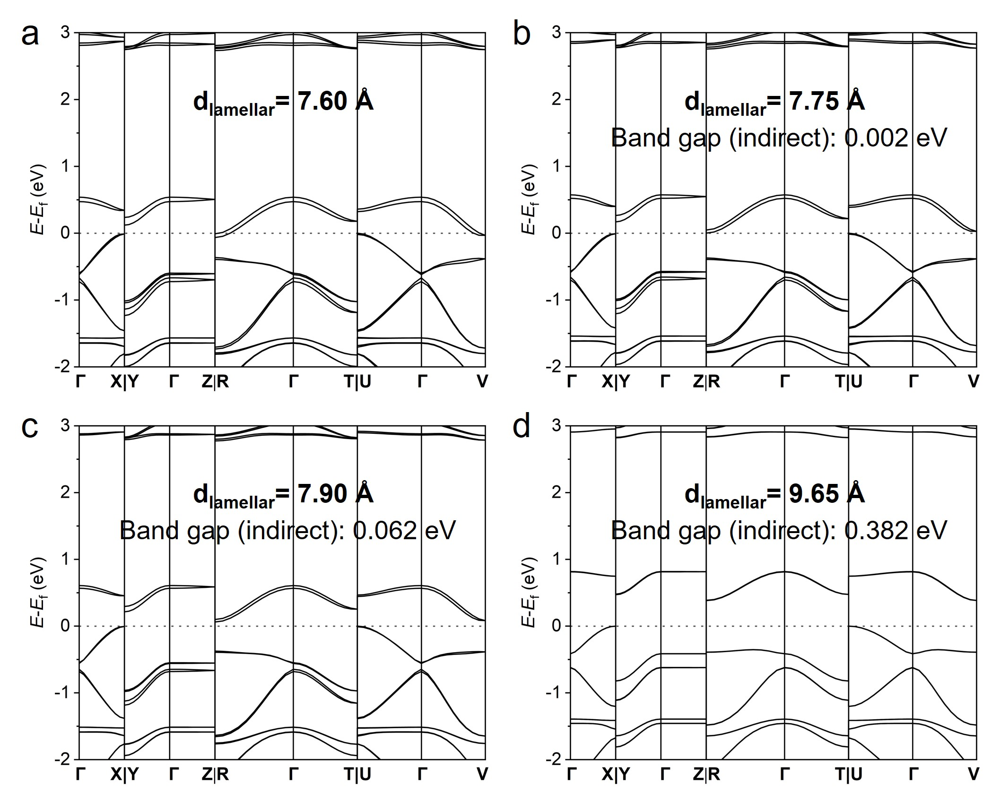 a
3
2
1
0
-1
-2
E-Ef (eV)
dlamellar= 7.60 Å
Γ X|Y Γ Z|R Γ T|U Γ V
b
3
2
1
0
-1
-2
E-Ef (eV)
dlamellar= 7.75 Å
Band gap (indirect): 0.002 eV
Γ X|Y Γ Z|R Γ T|U Γ V
c
3
2
1
0
-1
-2
E-Ef (eV)
dlamellar= 7.90 Å
Band gap (indirect): 0.062 eV
Γ X|Y Γ Z|R Γ T|U Γ V
d
3
2
1
0
-1
-2
E-Ef (eV)
dlamellar= 9.65 Å
Band gap (indirect): 0.382 eV
Γ X|Y Γ Z|R Γ T|U Γ V